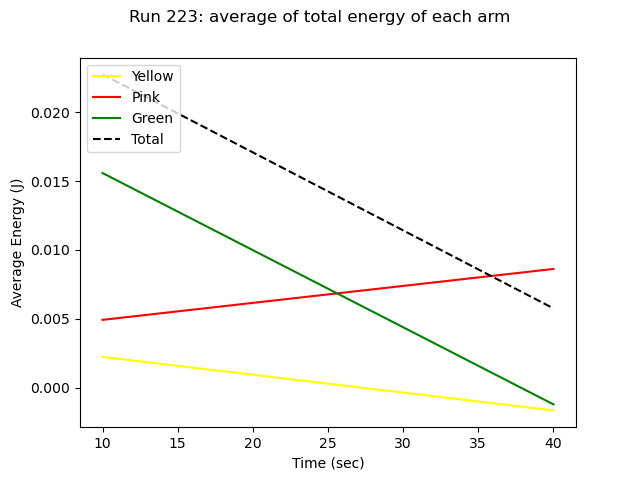 Run 223: average of total energy of each arm
Yellow
Pink
Green
Total
0.020
0.015
0.010
0.005
0.000
Average Energy (J)
10 15 20 25 30 35 40
Time (sec)